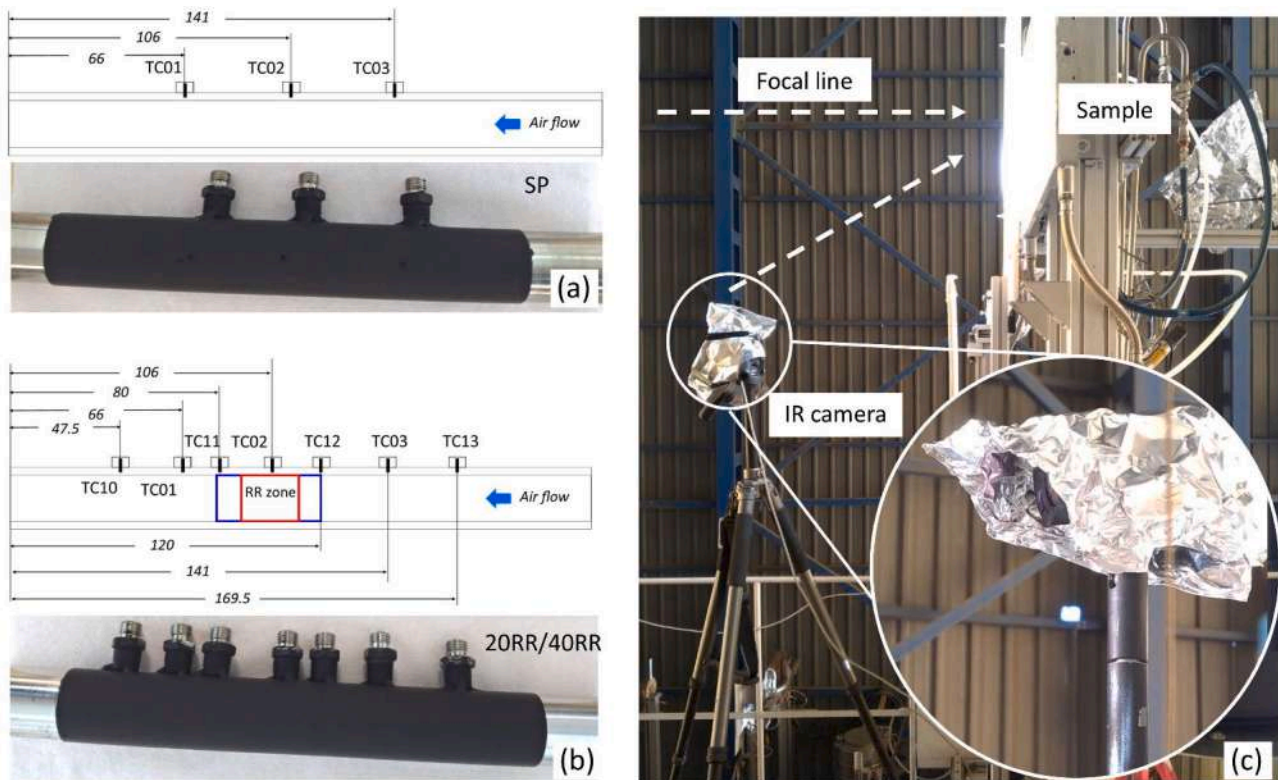 141
106
66
TC01
TC02
TC03
Air flow
SP
(a)
106
80
66
47.5
TC11
TC02
TC12
TC03
TC13
TC10
TC01
RR zone
Air flow
120
141
169.5
20RR/40RR
(b)
Focal line
Sample
IR camera
(c)